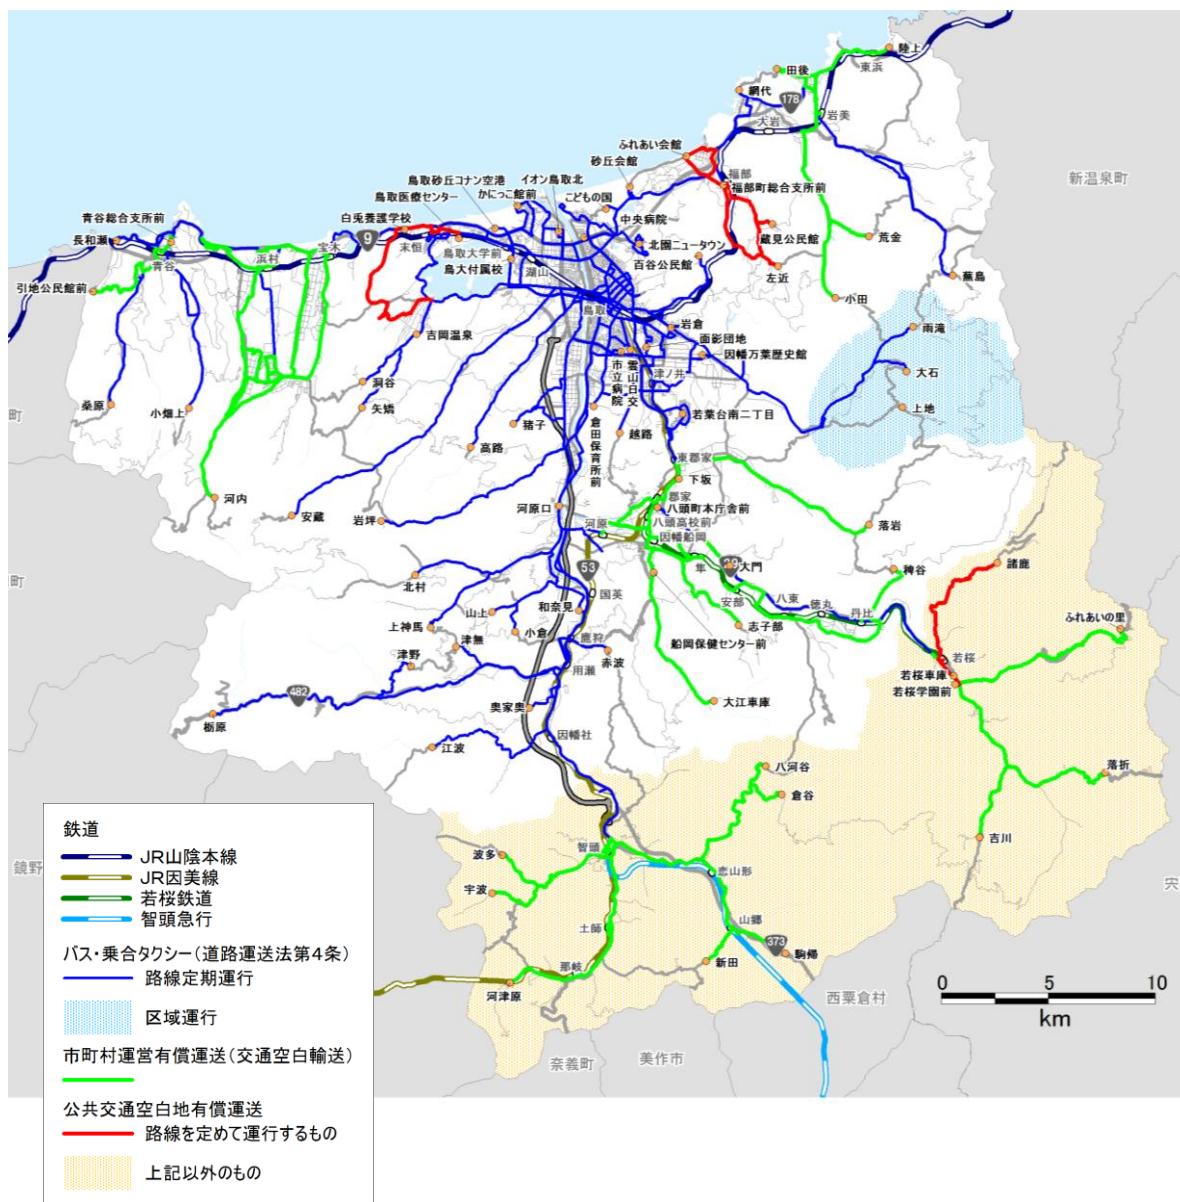 陸上
東浜
田後
網代
178
岩美
大岩
ふれあい会館
新温泉町
砂丘会館
福部
福部町総合支所前
鳥取砂丘コナン空港
イオン鳥取北
鳥取医療センター
かにっこ館前
こどもの国
青谷総合支所前
白兎養護学校
中央病院
長和瀬
9
宝木
末恒
鳥取大学前
北園ニュータウン
蔵見公民館
荒金
浜村
青谷
湖山
鳥大付属校
百谷公民館
左近
蕪島
引地公民館前
小田
鳥取
岩倉
雨滝
吉岡温泉
面影団地
因幡万葉歴史館
市立病院
雲山日交
津ノ井
大石
洞谷
矢矯
桑原
小畑上
上地
町
猪子
倉田保育所前
若葉台南二丁目
越路
高路
東郡家
下坂
河内
安蔵
岩坪
河原口
郡家
八頭町本庁舎前
八頭高校前
河原
因幡船岡
落岩
53
29
大門
隼
稗谷
諸鹿
町
北村
国英
安部
八東
徳丸
丹比
山上
和奈見
志子部
ふれあいの里
上神馬
小倉
津無
鷹狩
船岡保健センター前
津野
赤波
若桜
用瀬
若桜車庫
若桜学園前
482
栃原
奥家奥
大江車庫
因幡社
江波
八河谷
落折
倉谷
吉川
智頭
波多
恋山形
宇波
土師
山郷
373
駒帰
新田
那岐
河津原
西粟倉村
奈義町
美作市
鏡野
宍
0 5 10
km
鉄道
JR山陰本線
JR因美線
若桜鉄道
智頭急行
バス・乗合タクシー（道路運送法第４条）
路線定期運行
区域運行
市町村運営有償運送（交通空白輸送）
公共交通空白地有償運送
路線を定めて運行するもの
上記以外のもの